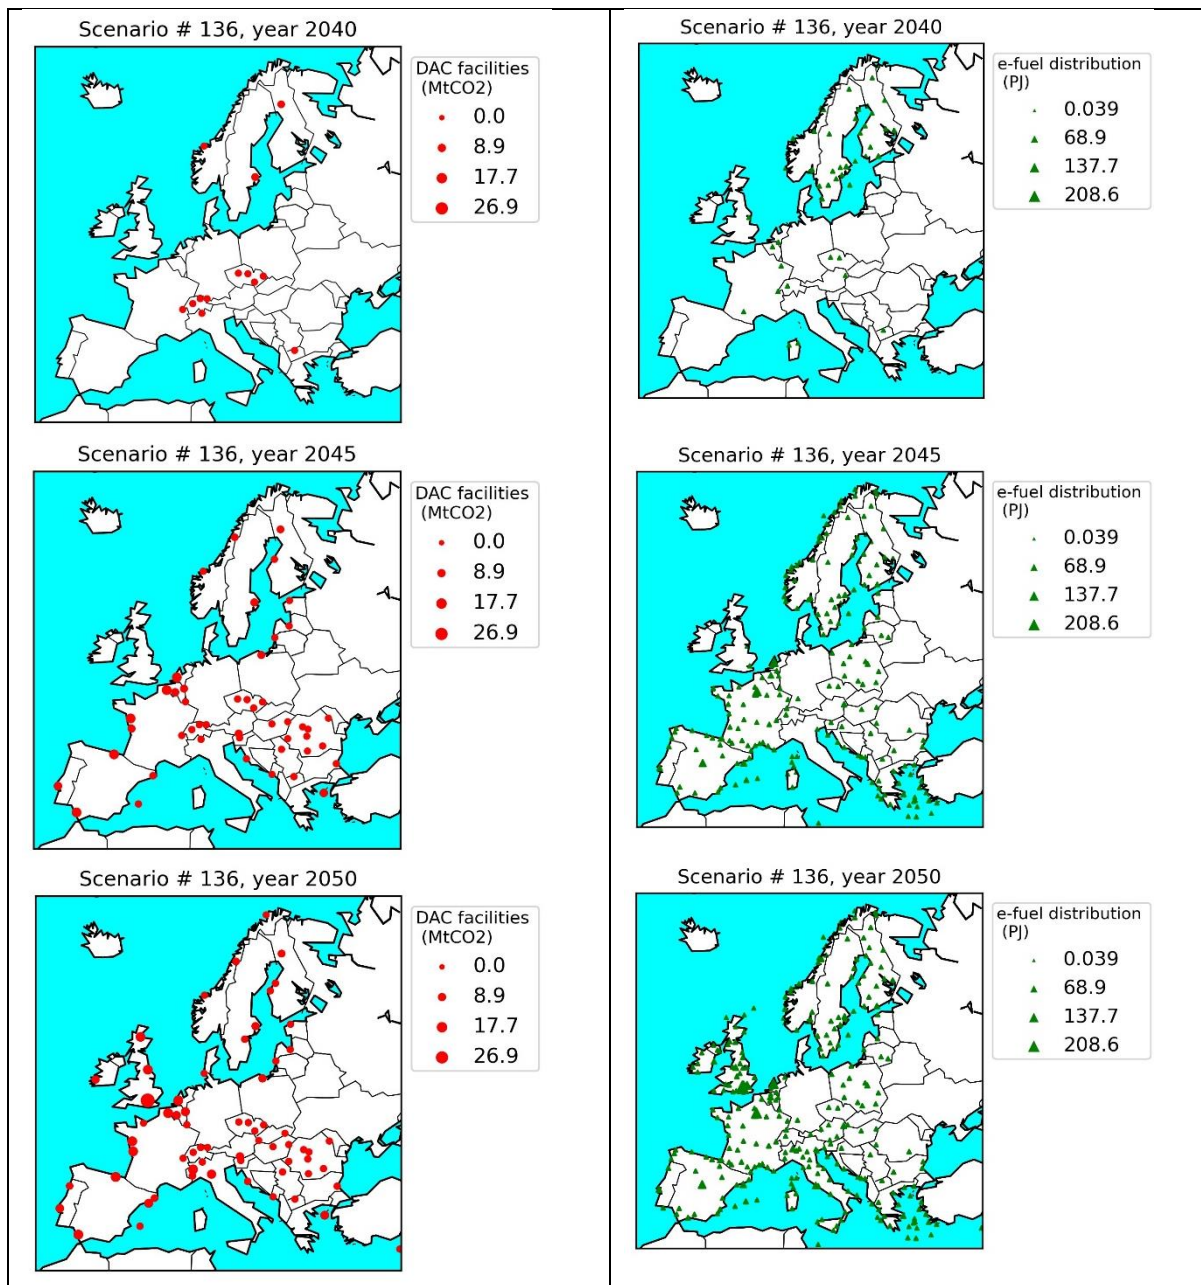 Scenario # 136, year 2040
DAC facilities
(MtCO2)
0.0
8.9
17.7
26.9
Scenario # 136, year 2040
e-fuel distribution
(PJ)
0.039
68.9
137.7
208.6
Scenario # 136, year 2045
DAC facilities
(MtCO2)
0.0
8.9
17.7
26.9
Scenario # 136, year 2045
e-fuel distribution
(PJ)
0.039
68.9
137.7
208.6
Scenario # 136, year 2050
DAC facilities
(MtCO2)
0.0
8.9
17.7
26.9
Scenario # 136, year 2050
e-fuel distribution
(PJ)
0.039
68.9
137.7
208.6